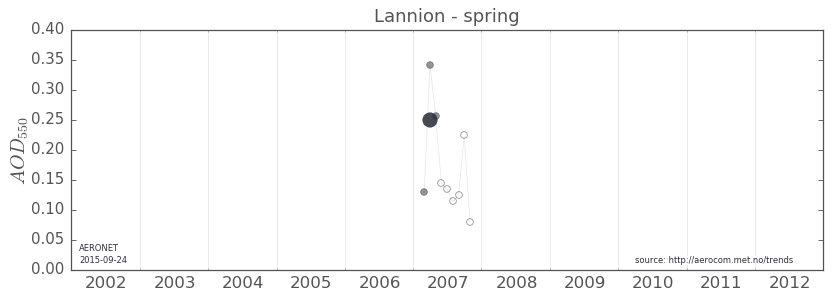 Lannion - spring
0.40
0.35
0.30
0.25
0.20
0.15
0.10
0.05
0.00
AOD550
AERONET
2015-09-24
source: http://aerocom.met.no/trends
2002 2003 2004 2005 2006 2007 2008 2009 2010 2011 2012